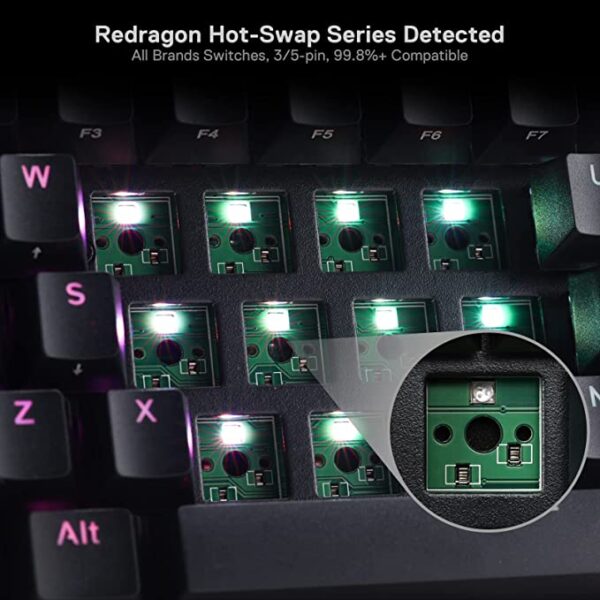 Redragon Hot-Swap Series Detected
All Brands Switches, 3/5-pin, 99.8%+ Compatible
F3 F4 F5 F6 F7
W U
S
Z X N
Alt